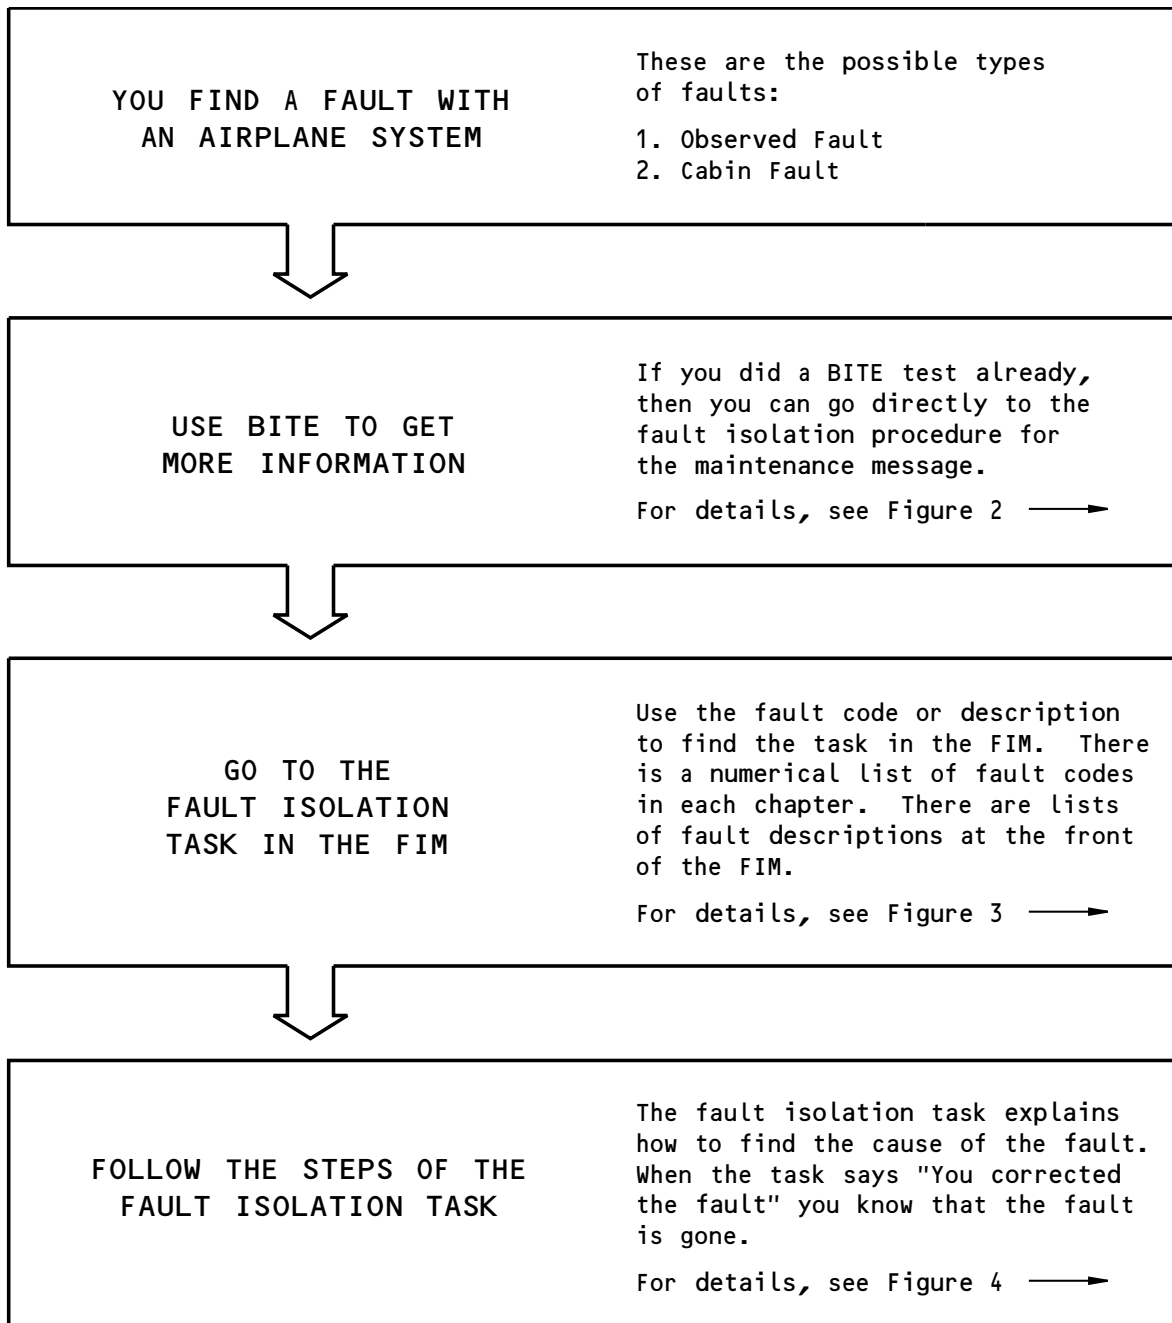 YOU FIND A FAULT WITH
AN AIRPLANE SYSTEM
These are the possible types
of faults:
1. Observed Fault
2. Cabin Fault
USE BITE TO GET
MORE INFORMATION
If you did a BITE test already,
then you can go directly to the
fault isolation procedure for
the maintenance message.
For details, see Figure 2
GO TO THE
FAULT ISOLATION
TASK IN THE FIM
Use the fault code or description
to find the task in the FIM. There
is a numerical list of fault codes
in each chapter. There are lists
of fault descriptions at the front
of the FIM.
For details, see Figure 3
FOLLOW THE STEPS OF THE
FAULT ISOLATION TASK
The fault isolation task explains
how to find the cause of the fault.
When the task says "You corrected
the fault" you know that the fault
is gone.
For details, see Figure 4